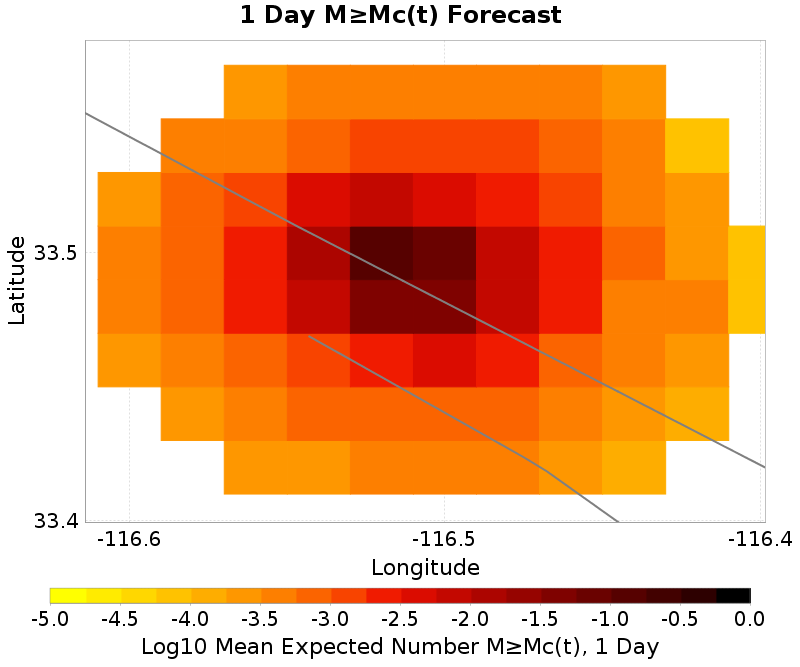 1 Day M≥Mc(t) Forecast
Latitude
33.5
33.4
-116.6 -116.5 -116.4
Longitude
-5.0 -4.5 -4.0 -3.5 -3.0 -2.5 -2.0 -1.5 -1.0 -0.5 0.0
Log10 Mean Expected Number M≥Mc(t), 1 Day